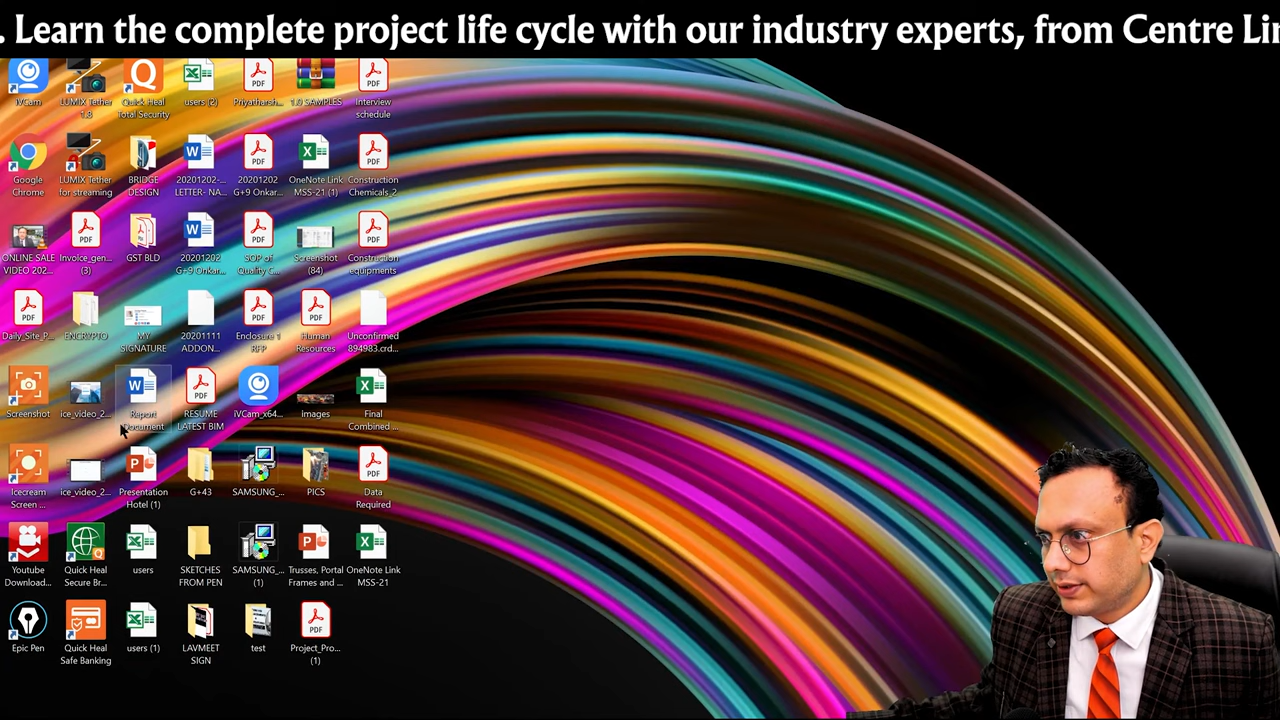 . Learn the complete project life cycle with our industry experts, from Centre Li
iVCam
LUMIX Tether
1.8
Quick Heal
Total Security
users (2)
Priyatharsh...
1.0 SAMPLES
Interview
schedule
Google
Chrome
LUMIX Tether
for streaming
BRIDGE
DESIGN
20201202-...
LETTER- NA...
20201202
G+9 Onkar...
OneNote Link
MSS-21 (1)
Construction
Chemicals_2
ONLINE SALE
VIDEO 202...
Invoice_gen...
(3)
GST BLD
20201202
G+9 Onkar...
SOP of
Quality C...
Screenshot
(84)
Construction
equipments
Daily_Site_P...
ENCRYPTO
MY
SIGNATURE
20201111
ADDON...
Enclosure 1
RFP
Human
Resources
Unconfirmed
894983.crd...
Screenshot
ice_video_2...
Report
Document
RESUME
LATEST BIM
iVCam_x64...
images
Final
Combined ...
Icecream
Screen ...
ice_video_2...
Presentation
Hotel (1)
G+43
SAMSUNG_...
PICS
Data
Required
Youtube
Download...
Quick Heal
Secure Br...
users
SKETCHES
FROM PEN
SAMSUNG_...
(1)
Trusses, Portal
Frames and ...
OneNote Link
MSS-21
Epic Pen
Quick Heal
Safe Banking
users (1)
LAVMEET
SIGN
test
Project_Pro...
(1)